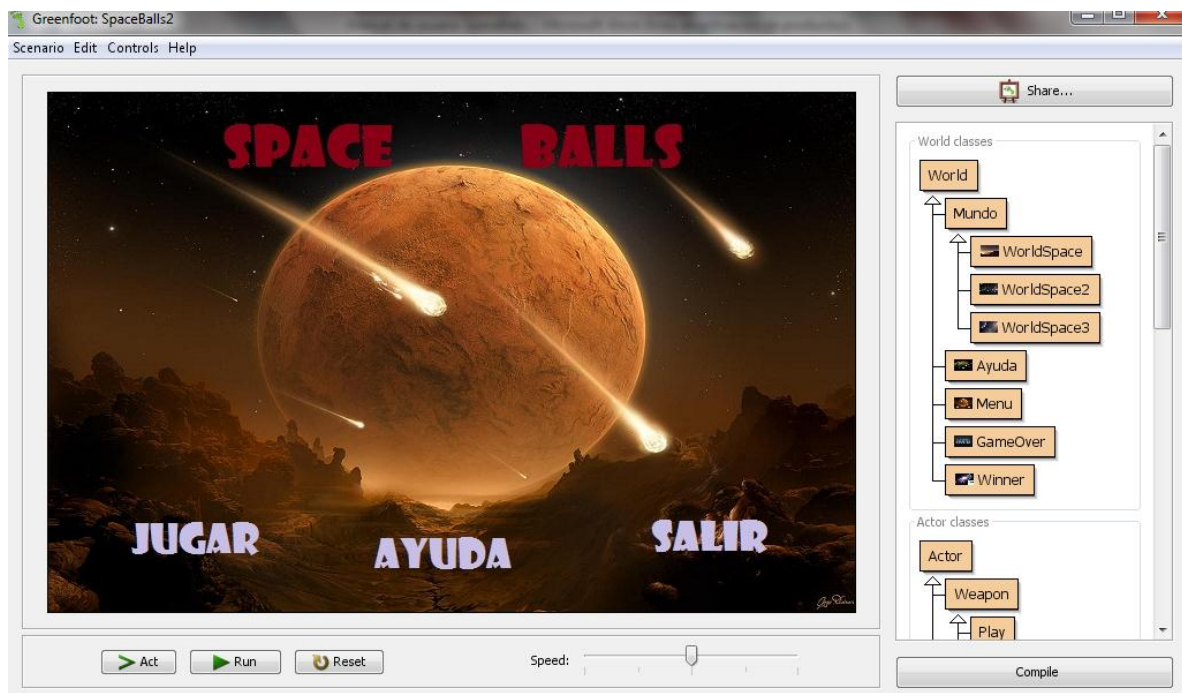 Greenfoot: SpaceBalls2
Scenario Edit Controls Help
SPACE BALLS
JUGAR
AYUDA
SALIR
Act
Run
Reset
Speed:
Share...
World classes
World
Mundo
WorldSpace
WorldSpace2
WorldSpace3
Ayuda
Menu
GameOver
Winner
Actor classes
Actor
Weapon
Play
Compile